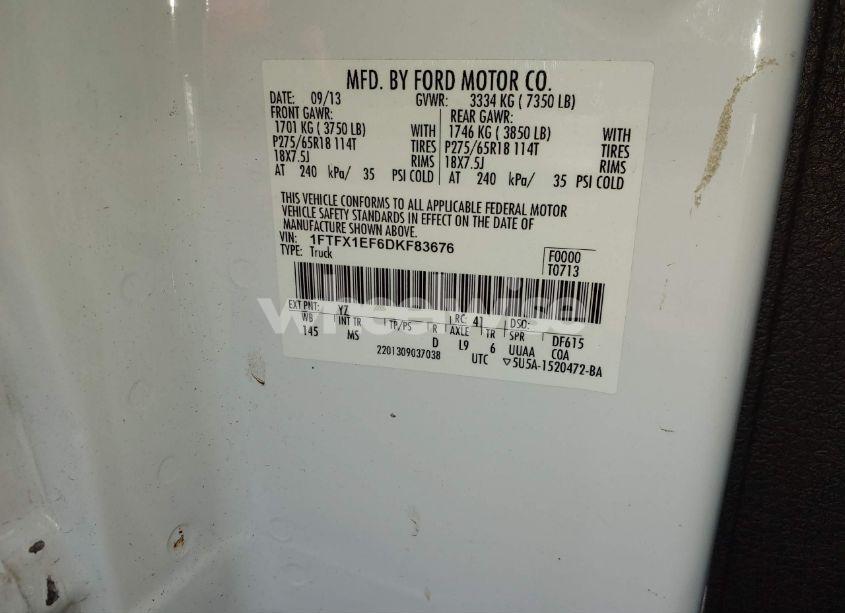 MFD. BY FORD MOTOR CO.
DATE: 09/13 GVWR: 3334 KG ( 7350 LB)
FRONT GAWR: REAR GAWR:
1701 KG ( 3750 LB) WITH 1746 KG ( 3850 LB) WITH
P275/65R18 114T TIRES P275/65R18 114T TIRES
18X7.5J RIMS 18X7.5J RIMS
AT 240 kPa/ 35 PSI COLD AT 240 kPa/ 35 PSI COLD
THIS VEHICLE CONFORMS TO ALL APPLICABLE FEDERAL MOTOR
VEHICLE SAFETY STANDARDS IN EFFECT ON THE DATE OF
MANUFACTURE SHOWN ABOVE.
VIN: 1FTFX1EF6DKF83676 F0000
TYPE: Truck T0713
wheelwise
EXT PNT: YZ RC: 41 DSO:
WB INT TR TP/PS R AXLE TR SPR DF615
145 MS D L9 6 UUAA COA
2201309037038 UTC ▽5U5A-1520472-BA